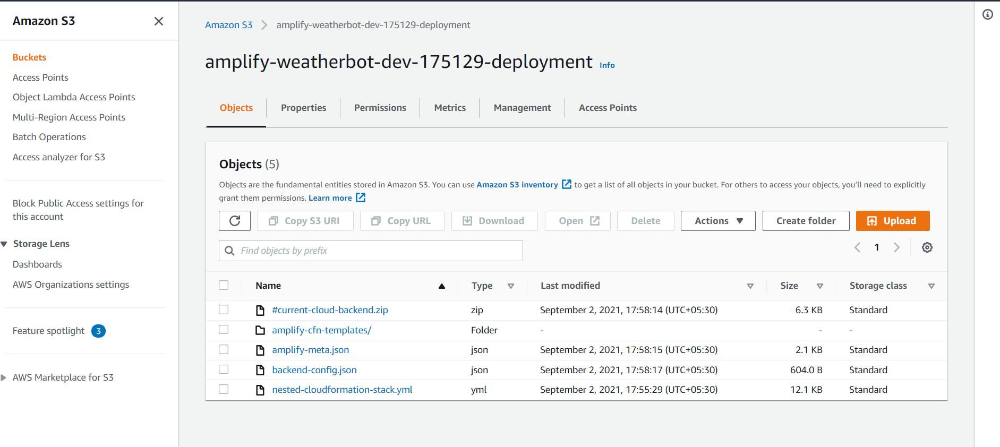 Amazon S3
Buckets
Access Points
Object Lambda Access Points
Multi-Region Access Points
Batch Operations
Access analyzer for S3
Block Public Access settings for
this account
Storage Lens
Dashboards
AWS Organizations settings
Feature spotlight 3
AWS Marketplace for S3
Amazon S3 amplify-weatherbot-dev-175129-deployment
amplify-weatherbot-dev-175129-deployment Info
Objects Properties Permissions Metrics Management Access Points
Objects (5)
Objects are the fundamental entities stored in Amazon S3. You can use Amazon S3 inventory to get a list of all objects in your bucket. For others to access your objects, you’ll need to explicitly
grant them permissions. Learn more
Copy S3 URI Copy URL Download Open Delete Actions Create folder Upload
Find objects by prefix 1
Name Type Last modified Size Storage class
#current-cloud-backend.zip zip September 2, 2021, 17:58:14 (UTC+05:30) 6.3 KB Standard
amplify-cfn-templates/ Folder - - -
amplify-meta.json json September 2, 2021, 17:58:15 (UTC+05:30) 2.1 KB Standard
backend-config.json json September 2, 2021, 17:58:17 (UTC+05:30) 604.0 B Standard
nested-cloudformation-stack.yml yml September 2, 2021, 17:55:29 (UTC+05:30) 12.1 KB Standard